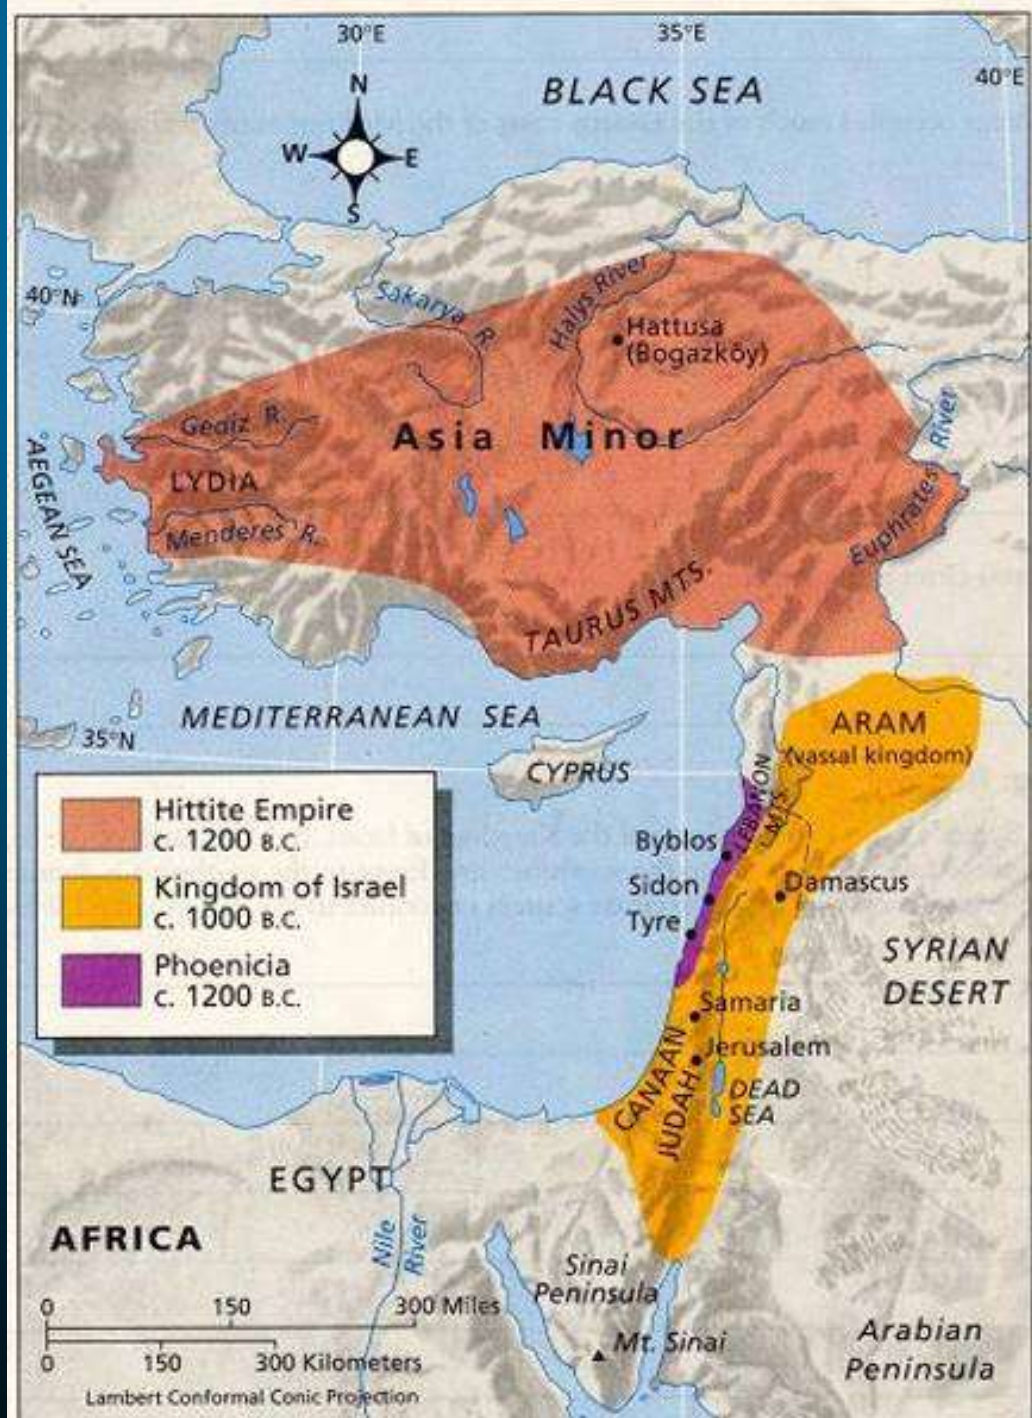 30°E
35°E
40°E
BLACK SEA
N
W
E
S
40°N
Sakarya R.
Halys River
Hattusa
(Bogazköy)
Gediz R.
Asia Minor
LYDIA
Menderes R.
AEGEAN SEA
Euphrates River
TAURUS MTS.
MEDITERRANEAN SEA
35°N
CYPRUS
ARAM
(vassal kingdom)
LEBANON
MTS.
Hittite Empire
c. 1200 B.C.
Kingdom of Israel
c. 1000 B.C.
Phoenicia
c. 1200 B.C.
Byblos
Sidon
Tyre
Damascus
SYRIAN
DESERT
Samaria
Jerusalem
CANAAN
JUDAH
DEAD
SEA
EGYPT
AFRICA
Nile
River
Sinai
Peninsula
Mt. Sinai
Arabian
Peninsula
0 150 300 Miles
0 150 300 Kilometers
Lambert Conformal Conic Projection